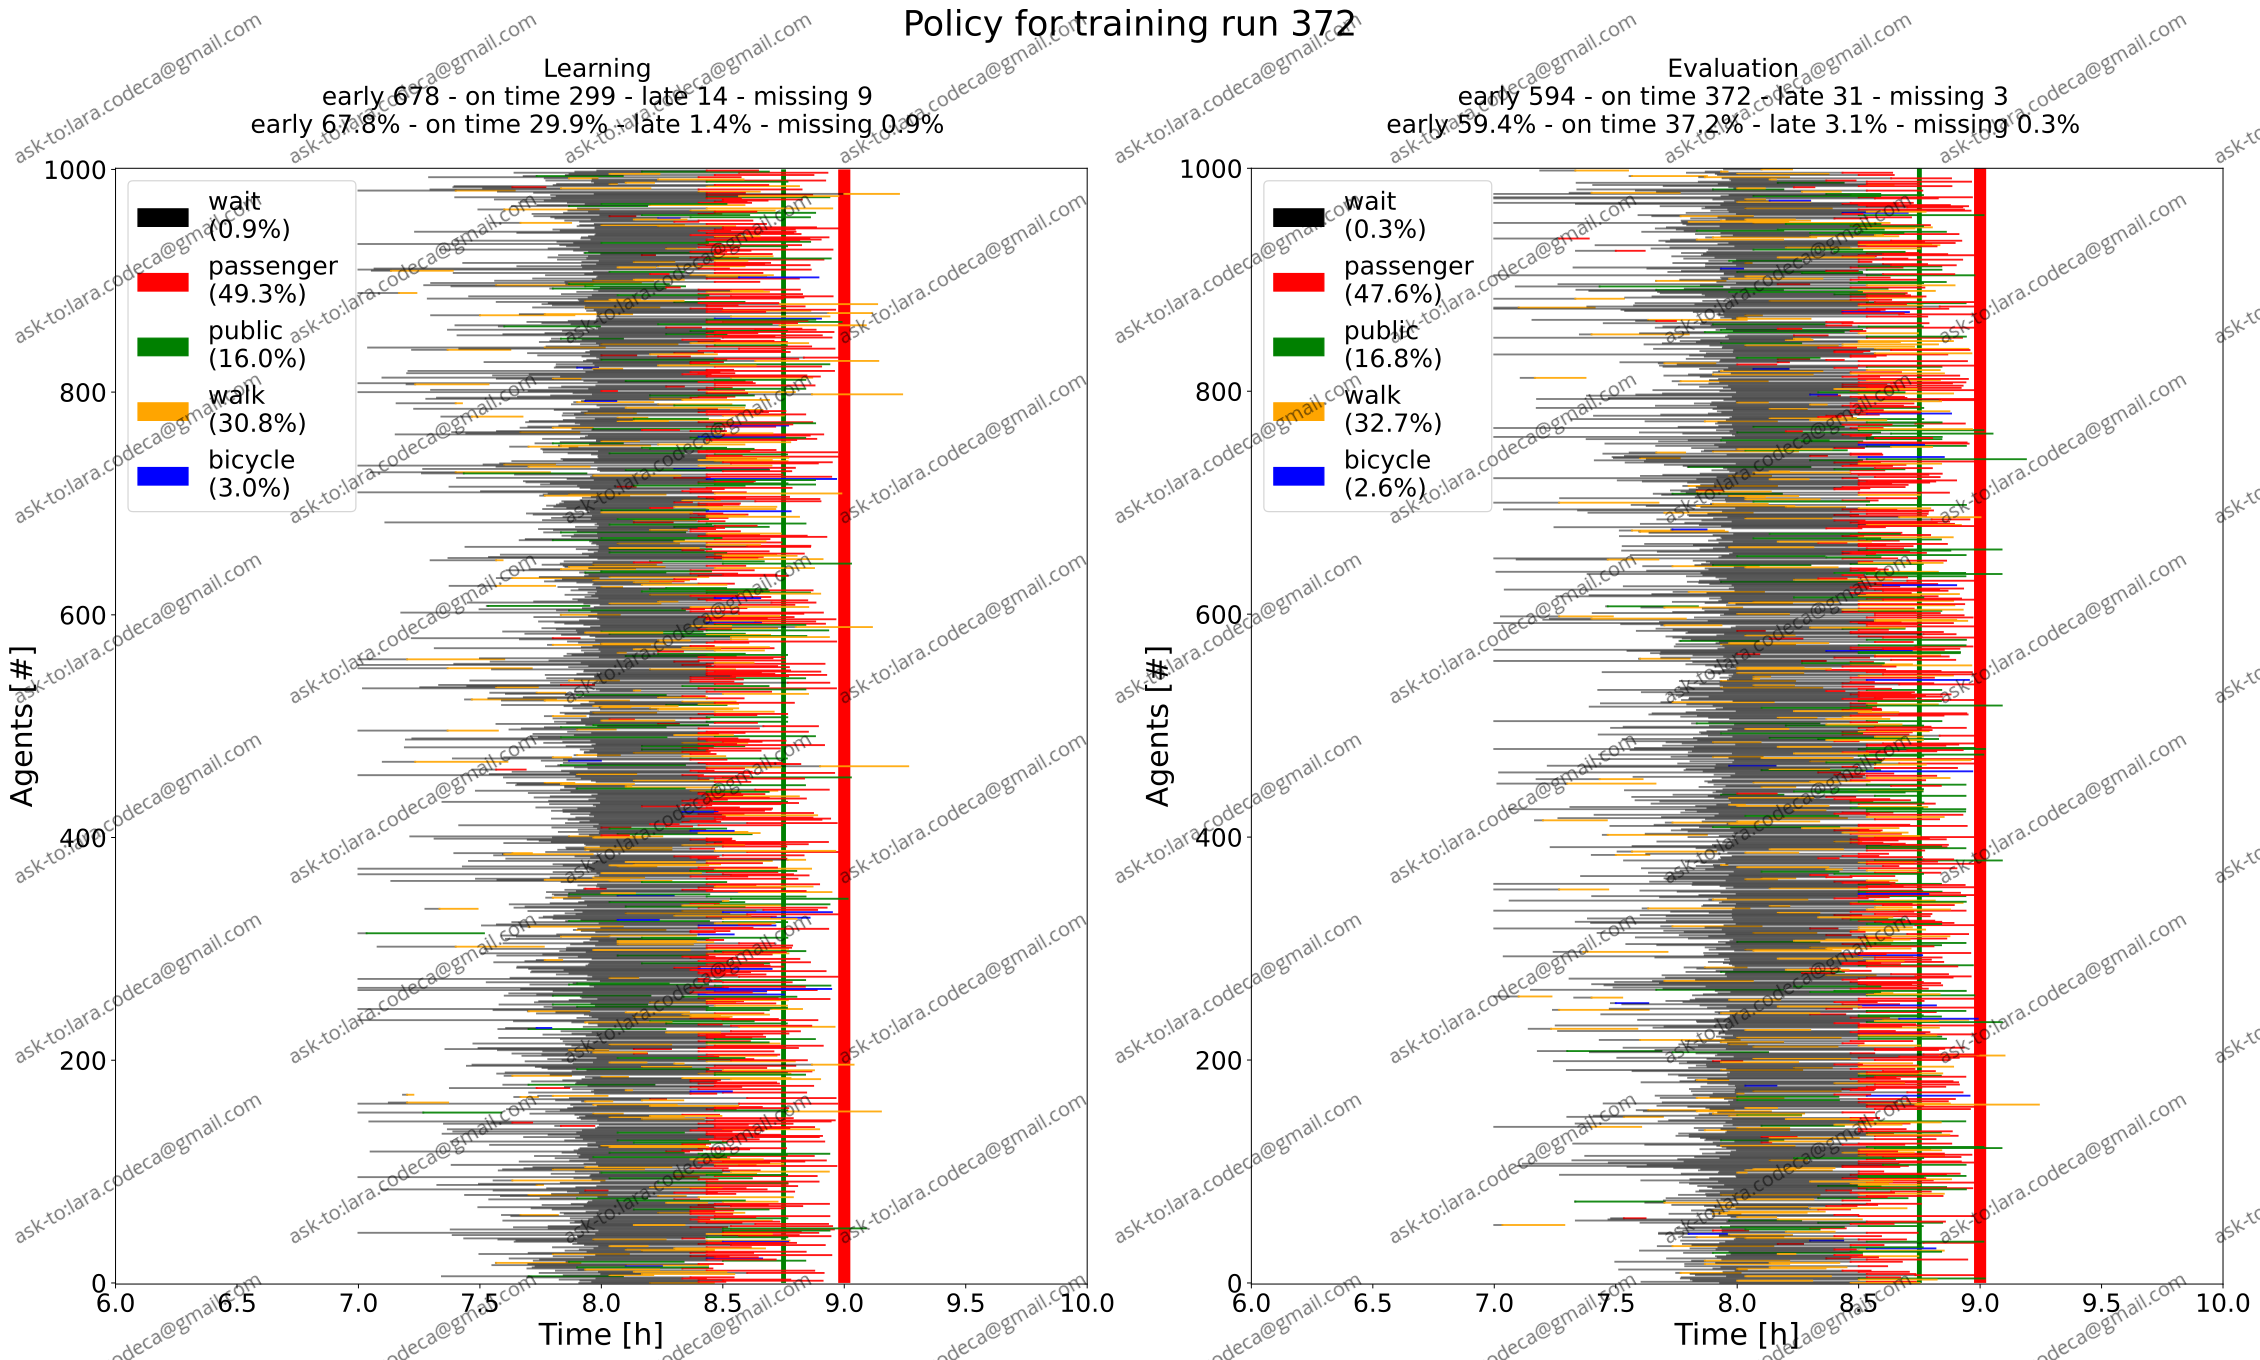 Policy for training run 372
Learning
early 678 - on time 299 - late 14 - missing 9
early 67.8% - on time 29.9% - late 1.4% - missing 0.9%
Evaluation
early 594 - on time 372 - late 31 - missing 3
early 59.4% - on time 37.2% - late 3.1% - missing 0.3%
wait
(0.9%)
passenger
(49.3%)
public
(16.0%)
walk
(30.8%)
bicycle
(3.0%)
1000
800
600
400
200
0
Agents [#]
6.0 6.5 7.0 7.5 8.0 8.5 9.0 9.5 10.0
Time [h]
wait
(0.3%)
passenger
(47.6%)
public
(16.8%)
walk
(32.7%)
bicycle
(2.6%)
1000
800
600
400
200
0
Agents [#]
6.0 6.5 7.0 7.5 8.0 8.5 9.0 9.5 10.0
Time [h]
ask-to:lara.codeca@gmail.com